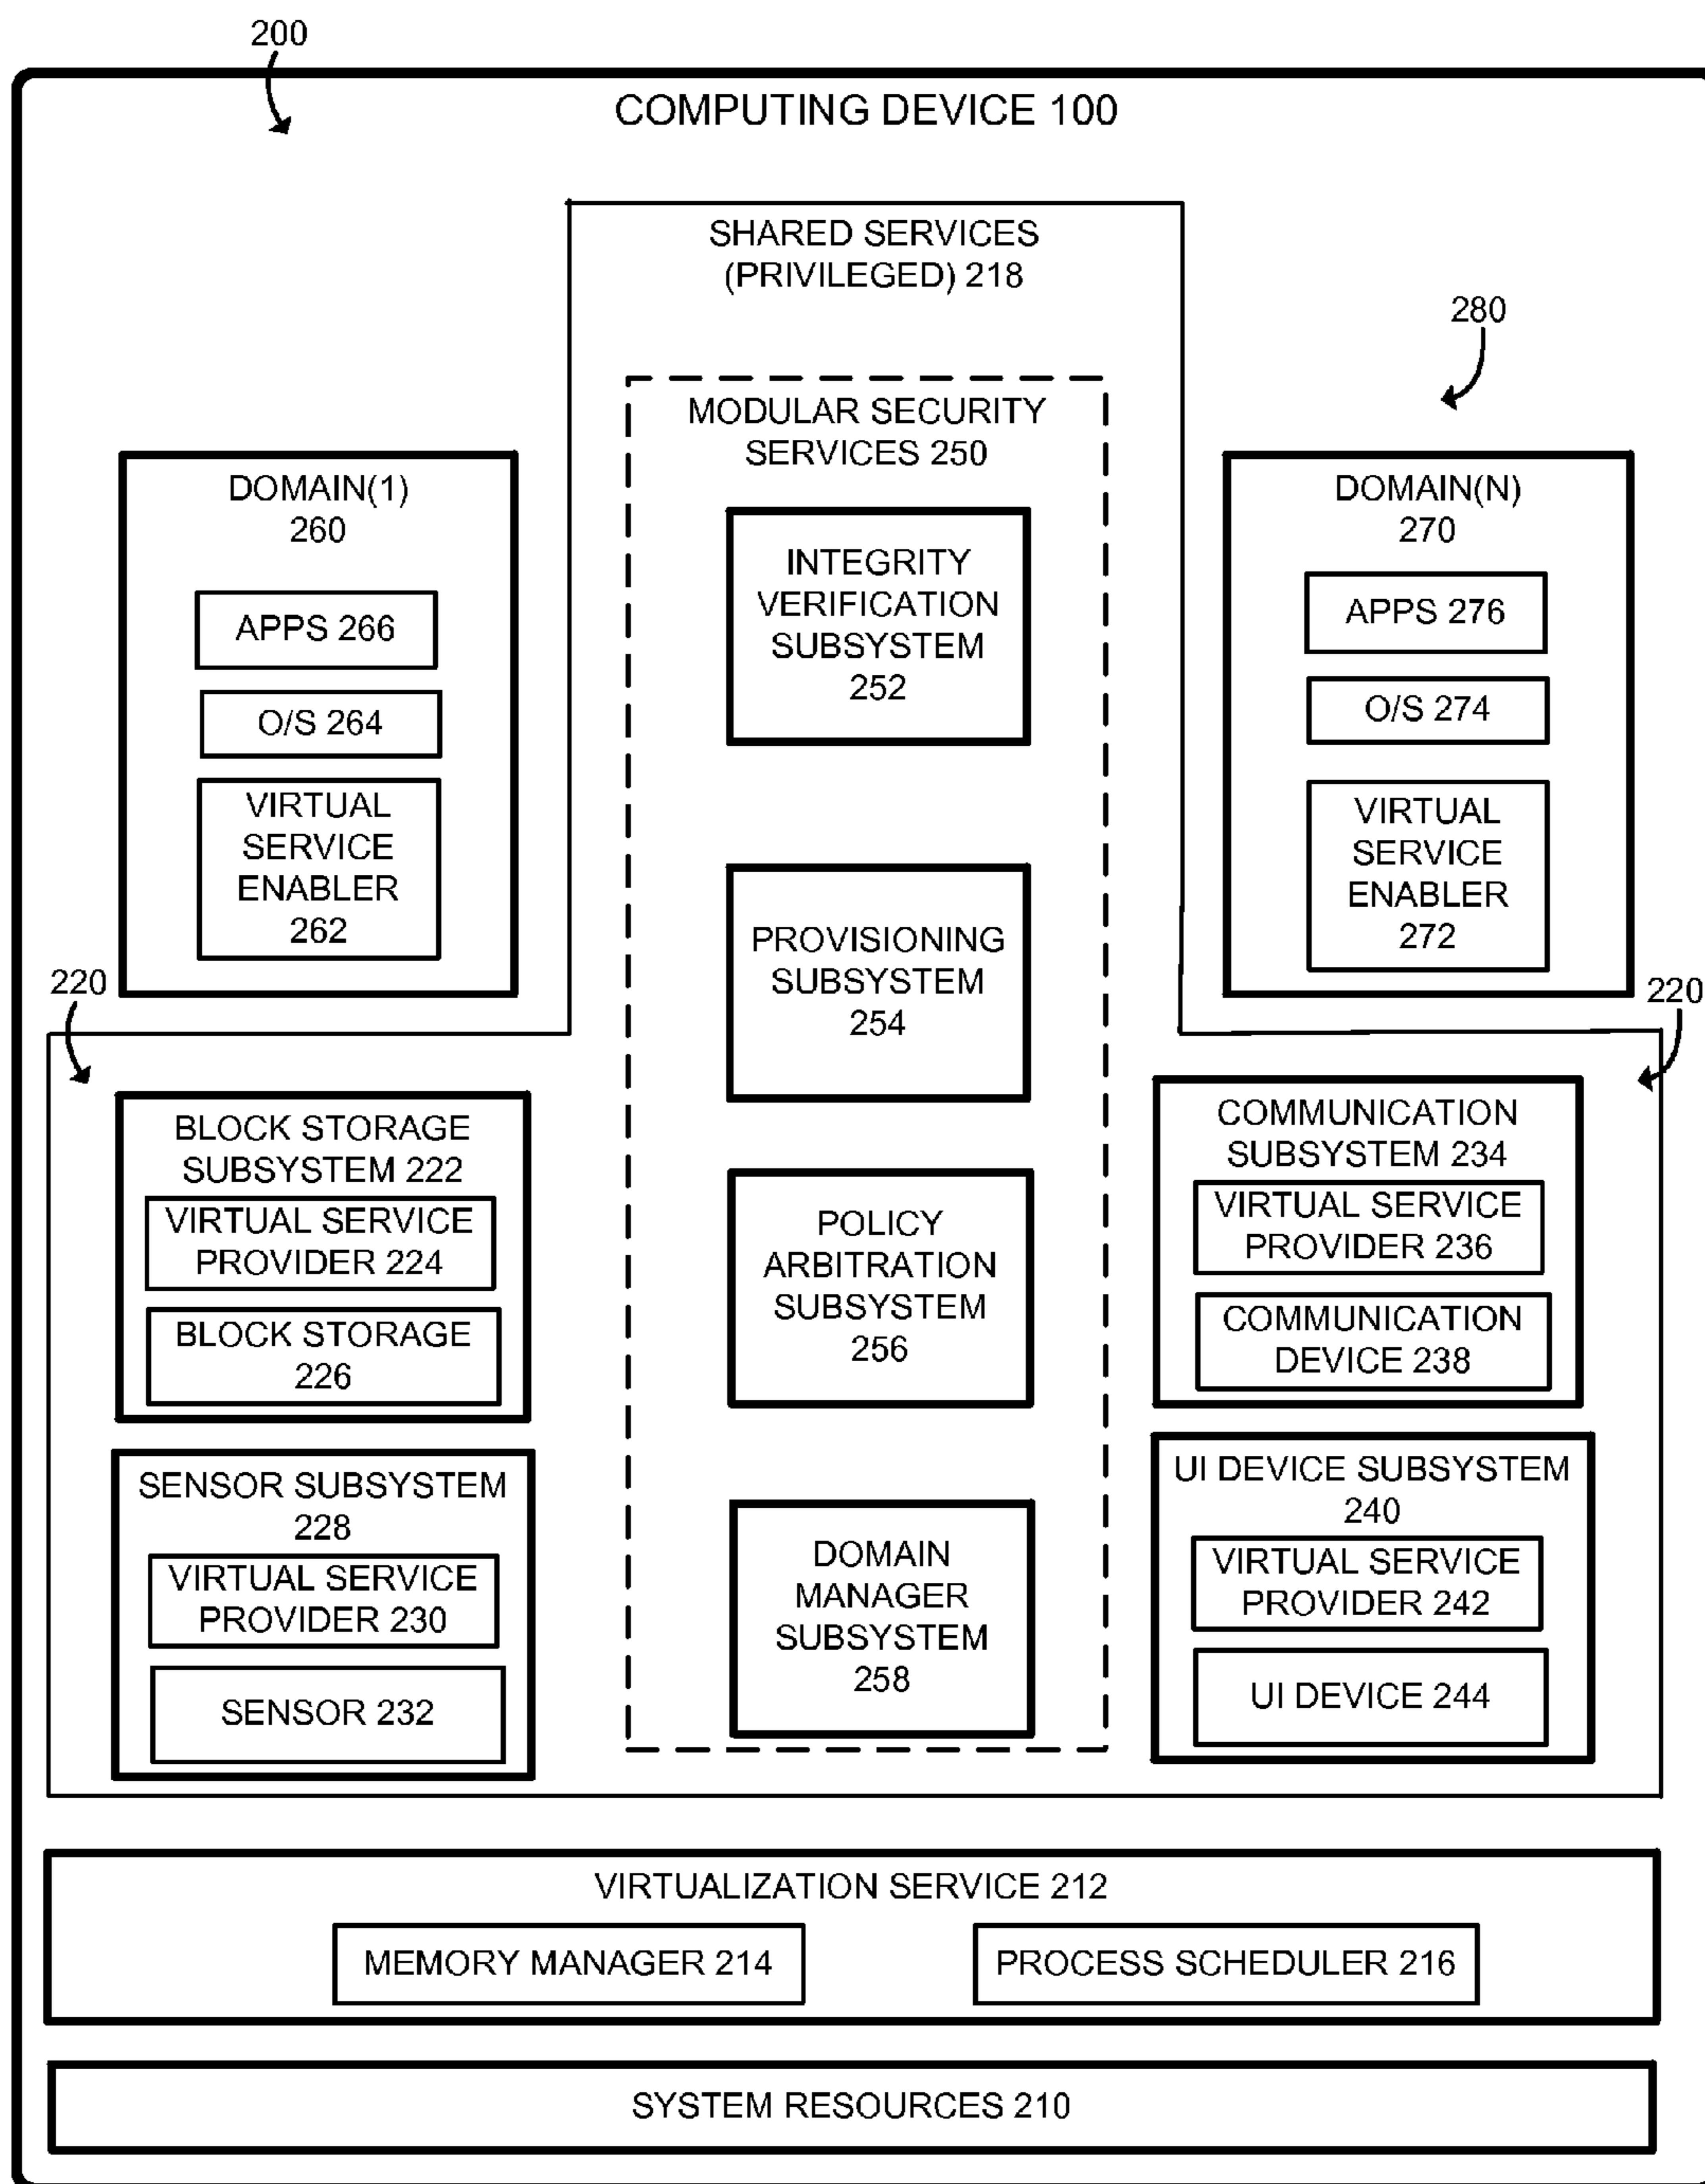 200
COMPUTING DEVICE 100
SHARED SERVICES
(PRIVILEGED) 218
280
MODULAR SECURITY
SERVICES 250
DOMAIN(1)
260
APPS 266
O/S 264
VIRTUAL
SERVICE
ENABLER
262
INTEGRITY
VERIFICATION
SUBSYSTEM
252
DOMAIN(N)
270
APPS 276
O/S 274
VIRTUAL
SERVICE
ENABLER
272
PROVISIONING
SUBSYSTEM
254
220
220
BLOCK STORAGE
SUBSYSTEM 222
VIRTUAL SERVICE
PROVIDER 224
BLOCK STORAGE
226
POLICY
ARBITRATION
SUBSYSTEM
256
COMMUNICATION
SUBSYSTEM 234
VIRTUAL SERVICE
PROVIDER 236
COMMUNICATION
DEVICE 238
SENSOR SUBSYSTEM
228
VIRTUAL SERVICE
PROVIDER 230
SENSOR 232
DOMAIN
MANAGER
SUBSYSTEM
258
UI DEVICE SUBSYSTEM
240
VIRTUAL SERVICE
PROVIDER 242
UI DEVICE 244
VIRTUALIZATION SERVICE 212
MEMORY MANAGER 214
PROCESS SCHEDULER 216
SYSTEM RESOURCES 210